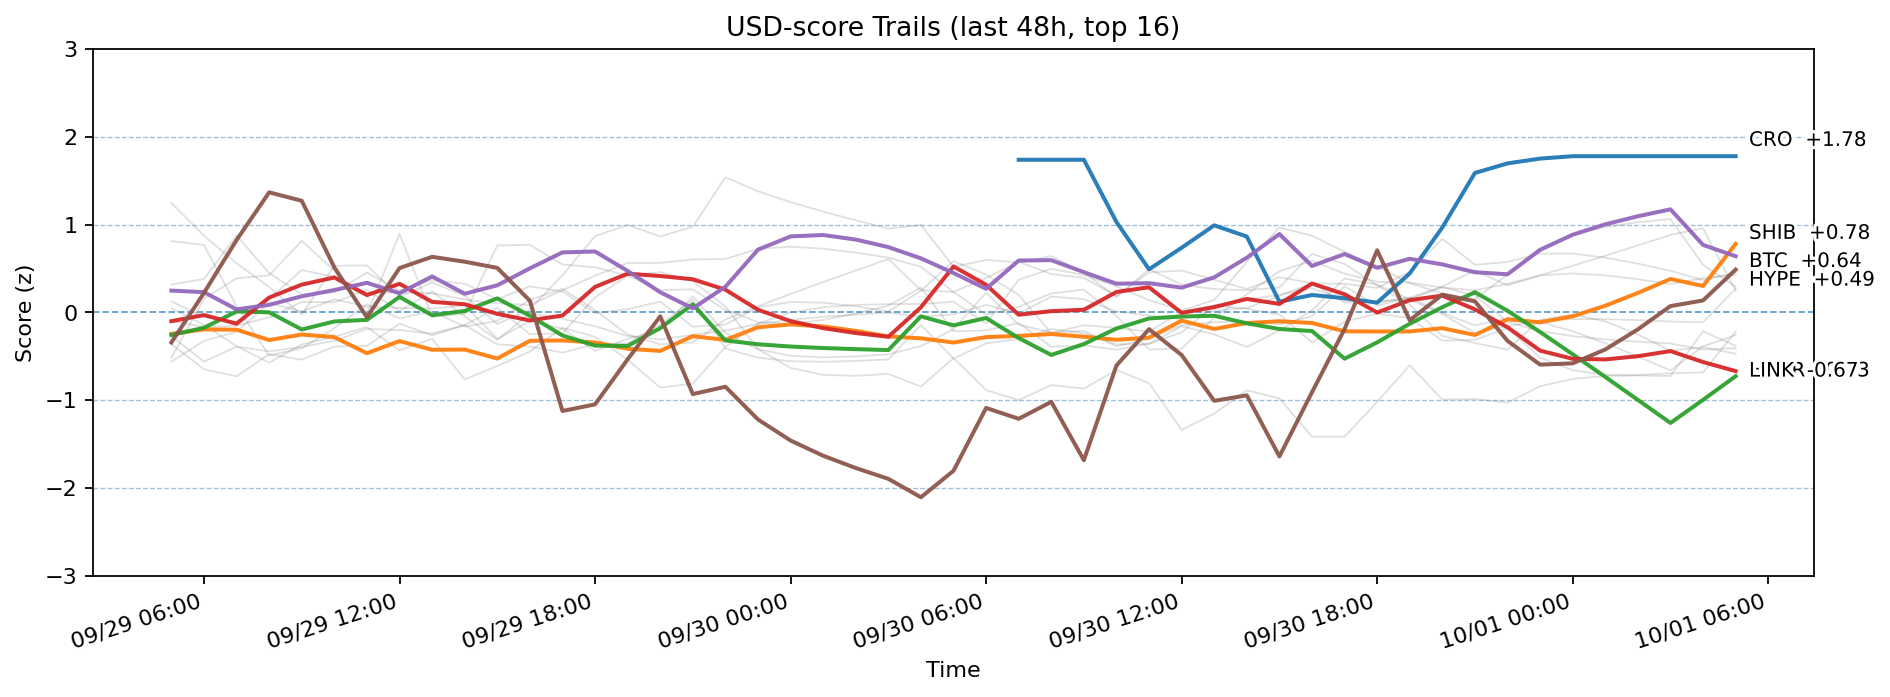 USD-score Trails (last 48h, top 16)
Score (z)
3
2
1
0
−1
−2
−3
CRO +1.78
SHIB +0.78
BTC +0.64
HYPE +0.49
09/29 06:00
09/29 12:00
09/29 18:00
09/30 00:00
09/30 06:00
09/30 12:00
09/30 18:00
10/01 00:00
10/01 06:00
Time